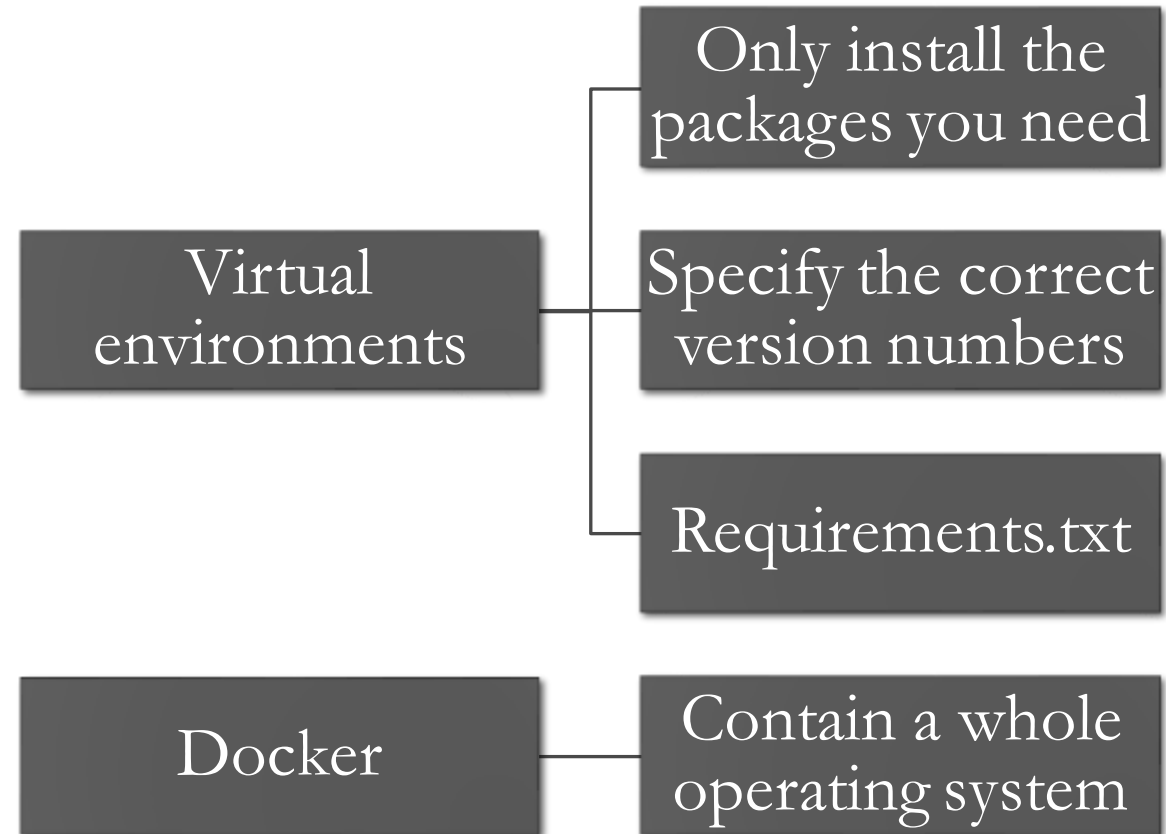 Virtual
environments
Only install the
packages you need
Specify the correct
version numbers
Requirements.txt
Docker
Contain a whole
operating system